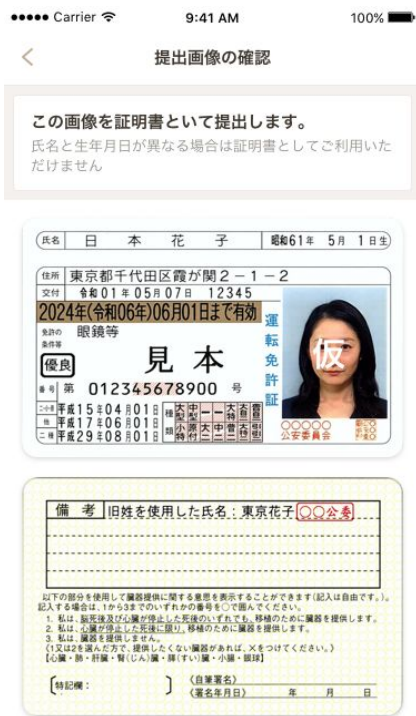 Carrier 9:41 AM 100%
提出画像の確認
この画像を証明書といて提出します。
氏名と生年月日が異なる場合は証明書としてご利用いた
だけません
氏名 日本花子 昭和61年 5月 1日生
住所 東京都千代田区霞が関2-1-2
交付 令和01年05月07日 12345
2024年(令和06年)06月01日まで有効
免許の
条件等
眼鏡等
優良
見本
番号 第 012345678900 号
二・小・原 平成15年04月01日
他 平成17年06月01日
二種 平成29年08月01日
種類
運転免許証
仮
○○○○○
公安委員会
備考 旧姓を使用した氏名:東京花子 ○○公委
以下の部分を使用して臓器提供に関する意思を表示することができます(記入は自由です。)。
記入する場合は、1から3までのいずれかの番号を○で囲んでください。
1. 私は、脳死後及び心臓が停止した死後のいずれでも、移植のために臓器を提供します。
2. 私は、心臓が停止した死後に限り、移植のために臓器を提供します。
3. 私は、臓器を提供しません。
《1又は2を選んだ方で、提供したくない臓器があれば、×をつけてください。》
【心臓・肺・肝臓・腎(じん)臓・膵(すい)臓・小腸・眼球】
〔特記欄: 〕
《自筆署名》
《署名年月日》 年 月 日